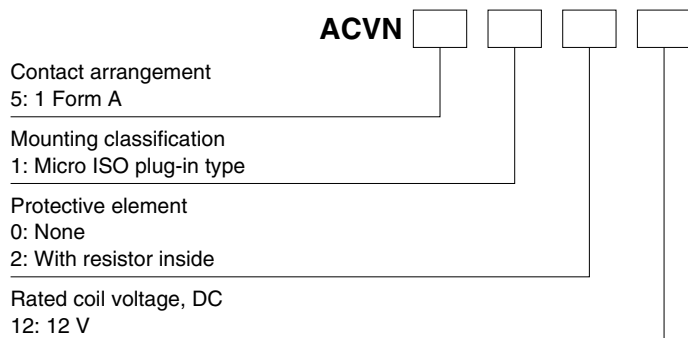 ACVN
Contact arrangement
5: 1 Form A
Mounting classification
1: Micro ISO plug-in type
Protective element
0: None
2: With resistor inside
Rated coil voltage, DC
12: 12 V